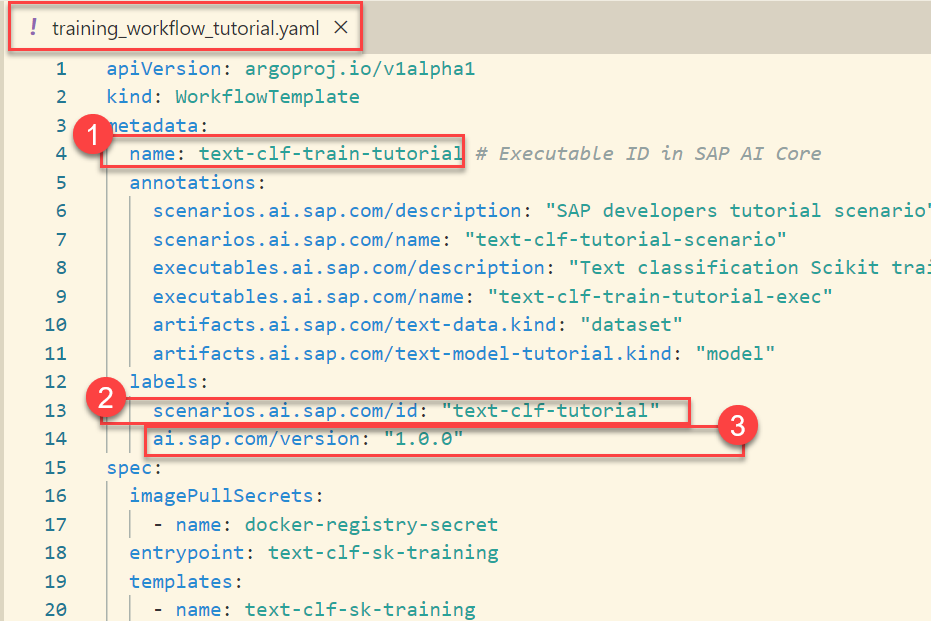 ! training_workflow_tutorial.yaml ×
1 apiVersion: argoproj.io/v1alpha1
2 kind: WorkflowTemplate
3 metadata:
1
4 name: text-clf-train-tutorial # Executable ID in SAP AI Core
5 annotations:
6 scenarios.ai.sap.com/description: "SAP developers tutorial scenario"
7 scenarios.ai.sap.com/name: "text-clf-tutorial-scenario"
8 executables.ai.sap.com/description: "Text classification Scikit trai
9 executables.ai.sap.com/name: "text-clf-train-tutorial-exec"
10 artifacts.ai.sap.com/text-data.kind: "dataset"
11 artifacts.ai.sap.com/text-model-tutorial.kind: "model"
12 labels:
2
13 scenarios.ai.sap.com/id: "text-clf-tutorial"
3
14 ai.sap.com/version: "1.0.0"
15 spec:
16 imagePullSecrets:
17 - name: docker-registry-secret
18 entrypoint: text-clf-sk-training
19 templates:
20 - name: text-clf-sk-training